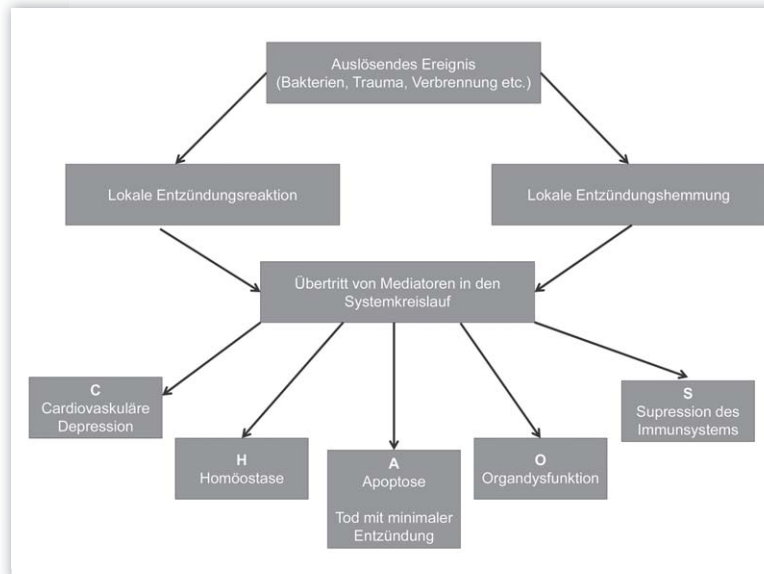 Auslösendes Ereignis
(Bakterien, Trauma, Verbrennung etc.)
Lokale Entzündungsreaktion
Lokale Entzündungshemmung
Übertritt von Mediatoren in den
Systemkreislauf
C
Cardiovaskuläre
Depression
H
Homöostase
A
Apoptose
Tod mit minimaler
Entzündung
O
Organdysfunktion
S
Supression des
Immunsystems